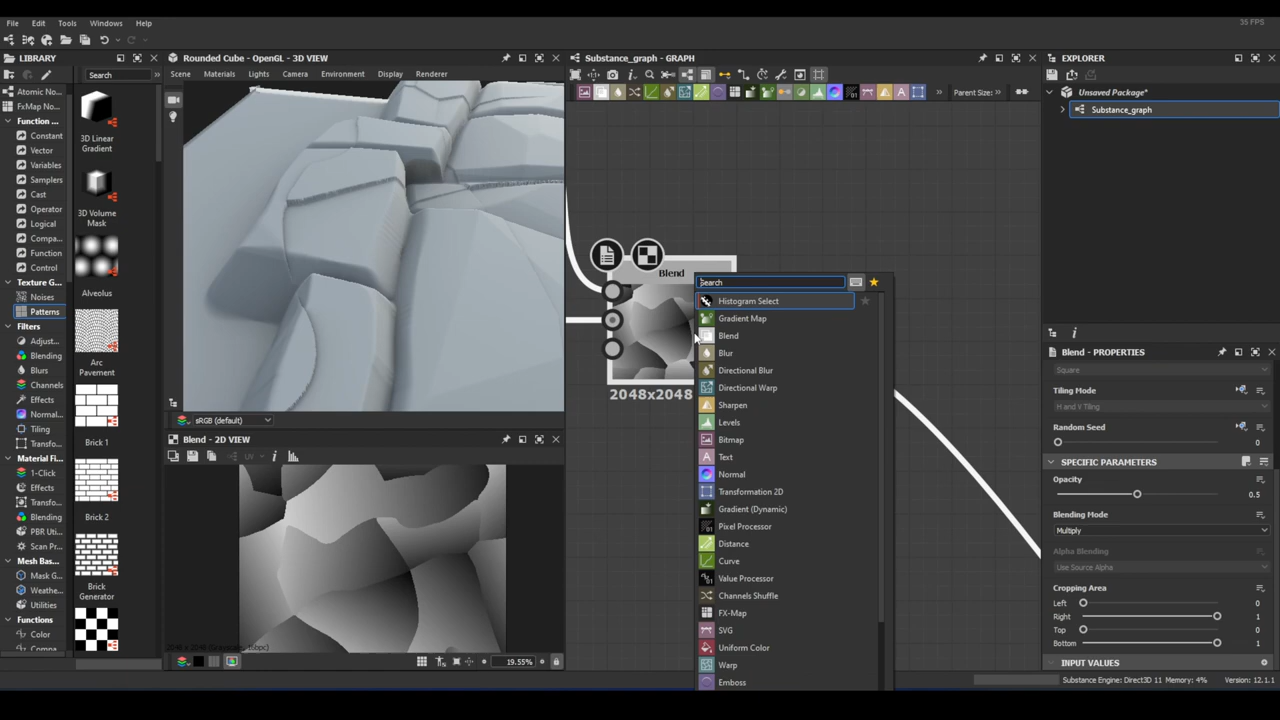 File Edit Tools Windows Help
35 FPS
LIBRARY
Search
Atomic No...
FxMap No...
Function ...
Constant
Vector
Variables
Samplers
Cast
Operator
Logical
Compa...
Function
Control
Texture G...
Noises
Patterns
Filters
Adjust...
Blending
Blurs
Channels
Effects
Normal...
Tiling
Transfo...
Material Fi...
1-Click
Effects
Transfo...
Blending
PBR Uti...
Scan Pr...
Mesh Bas...
Mask G...
Weathe...
Utilities
Functions
Color
3D Linear
Gradient
3D Volume
Mask
Alveolus
Arc
Pavement
Brick 1
Brick 2
Brick
Generator
Rounded Cube - OpenGL - 3D VIEW
Scene Materials Lights Camera Environment Display Renderer
sRGB (default)
Blend - 2D VIEW
UV
2048 x 2048 (Grayscale, 16bpc)
19.55%
Substance_graph - GRAPH
Parent Size:
Blend
2048x2048
Search
Histogram Select
Gradient Map
Blend
Blur
Directional Blur
Directional Warp
Sharpen
Levels
Bitmap
Text
Normal
Transformation 2D
Gradient (Dynamic)
Pixel Processor
Distance
Curve
Value Processor
Channels Shuffle
FX-Map
SVG
Uniform Color
Warp
Emboss
EXPLORER
Unsaved Package*
Substance_graph
Blend - PROPERTIES
Square
Tiling Mode
H and V Tiling
Random Seed
0
SPECIFIC PARAMETERS
Opacity
0.5
Blending Mode
Multiply
Alpha Blending
Use Source Alpha
Cropping Area
Left 0
Right 1
Top 0
Bottom 1
INPUT VALUES
Substance Engine: Direct3D 11 Memory: 4% Version: 12.1.1